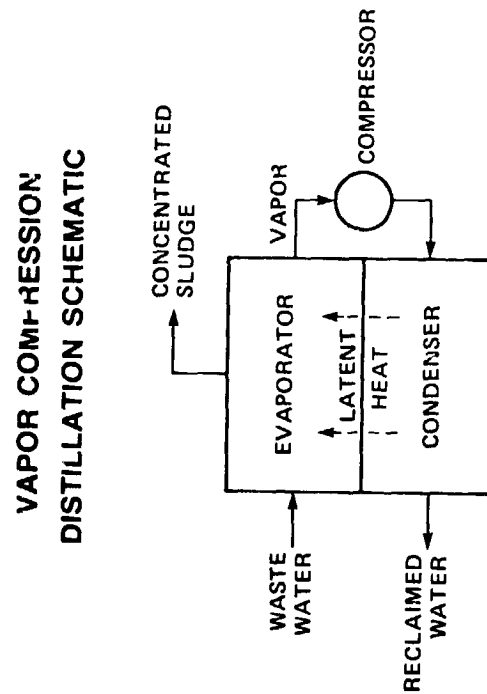 VAPOR COMPRESSION
DISTILLATION SCHEMATIC
CONCENTRATED
SLUDGE
VAPOR
COMPRESSOR
EVAPORATOR
LATENT
HEAT
CONDENSER
WASTE
WATER
RECLAIMED
WATER